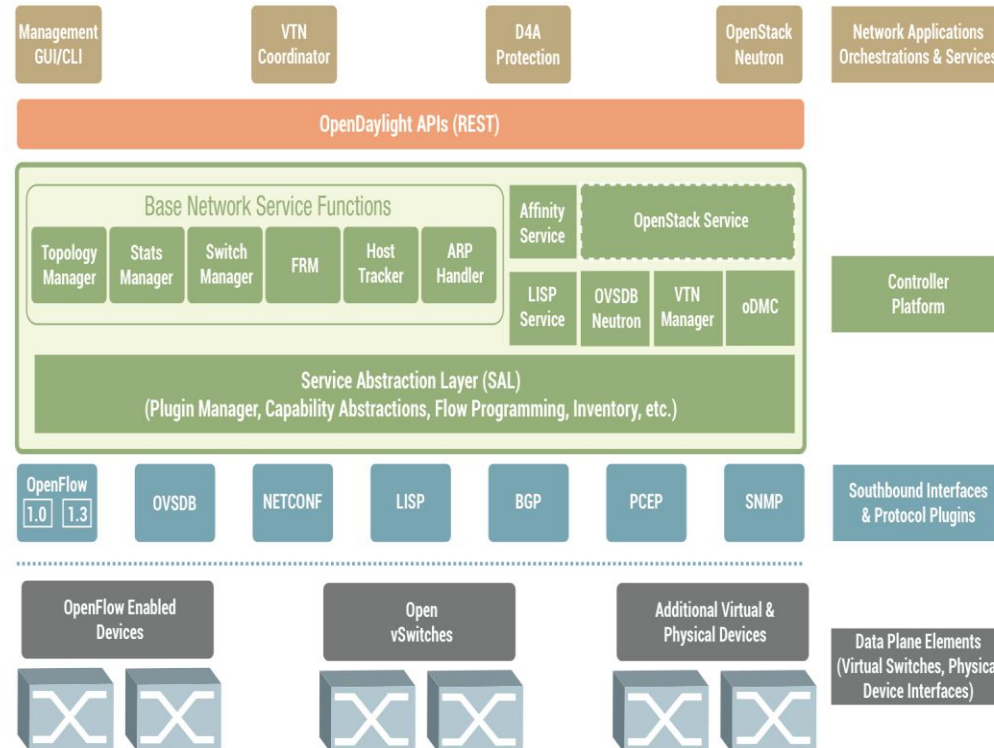 Management
GUI/CLI
VTN
Coordinator
D4A
Protection
OpenStack
Neutron
Network Applications
Orchestrations & Services
OpenDaylight APIs (REST)
Base Network Service Functions
Topology
Manager
Stats
Manager
Switch
Manager
FRM
Host
Tracker
ARP
Handler
Affinity
Service
OpenStack Service
LISP
Service
OVSDB
Neutron
VTN
Manager
oDMC
Controller
Platform
Service Abstraction Layer (SAL)
(Plugin Manager, Capability Abstractions, Flow Programming, Inventory, etc.)
OpenFlow
1.0 1.3
OVSDB
NETCONF
LISP
BGP
PCEP
SNMP
Southbound Interfaces
& Protocol Plugins
OpenFlow Enabled
Devices
Open
vSwitches
Additional Virtual &
Physical Devices
Data Plane Elements
(Virtual Switches, Physical
Device Interfaces)